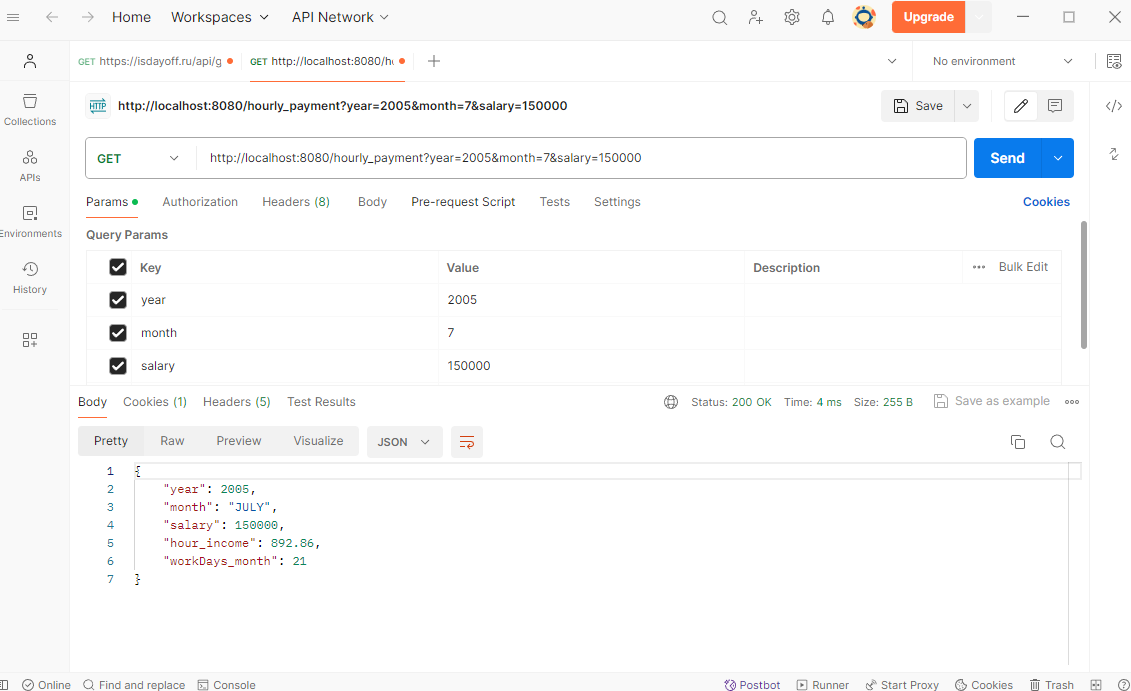 Home Workspaces API Network Upgrade
GET https://isdayoff.ru/api/g GET http://localhost:8080/h No environment
HTTP http://localhost:8080/hourly_payment?year=2005&month=7&salary=150000 Save
Collections
GET http://localhost:8080/hourly_payment?year=2005&month=7&salary=150000 Send
APIs
Params Authorization Headers (8) Body Pre-request Script Tests Settings Cookies
Environments
Query Params
Key Value Description Bulk Edit
History
year 2005
month 7
salary 150000
Body Cookies (1) Headers (5) Test Results Status: 200 OK Time: 4 ms Size: 255 B Save as example
Pretty Raw Preview Visualize JSON
1 {
2 "year": 2005,
3 "month": "JULY",
4 "salary": 150000,
5 "hour_income": 892.86,
6 "workDays_month": 21
7 }
Online Find and replace Console Postbot Runner Start Proxy Cookies Trash